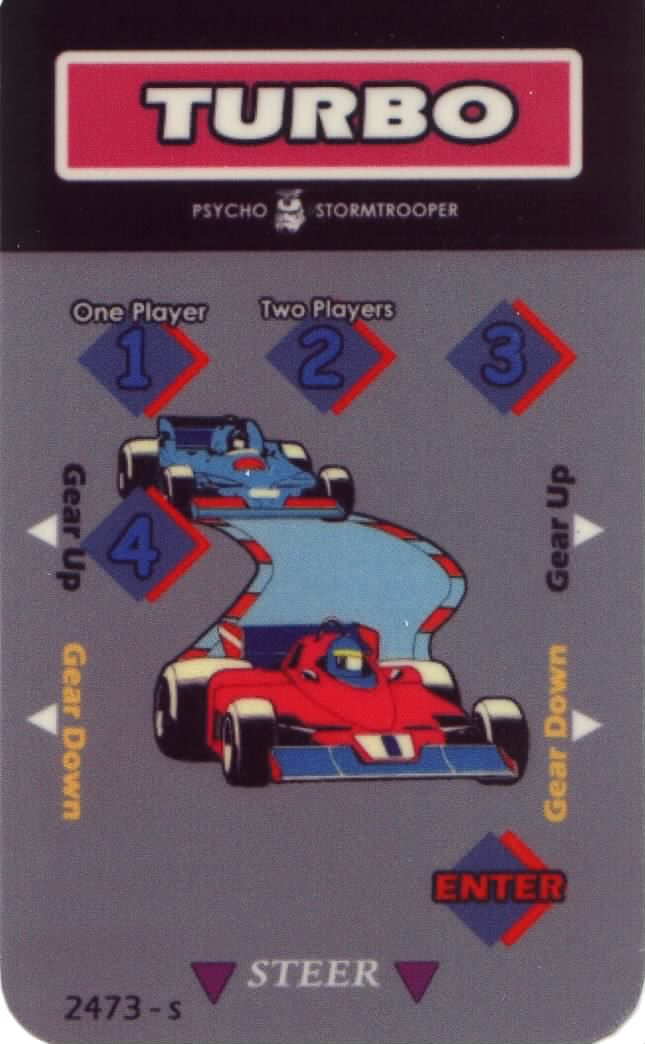 TURBO
PSYCHO STORMTROOPER
One Player
Two Players
1
2
3
Gear Up
4
Gear Up
Gear Down
Gear Down
1
ENTER
STEER
2473 - s